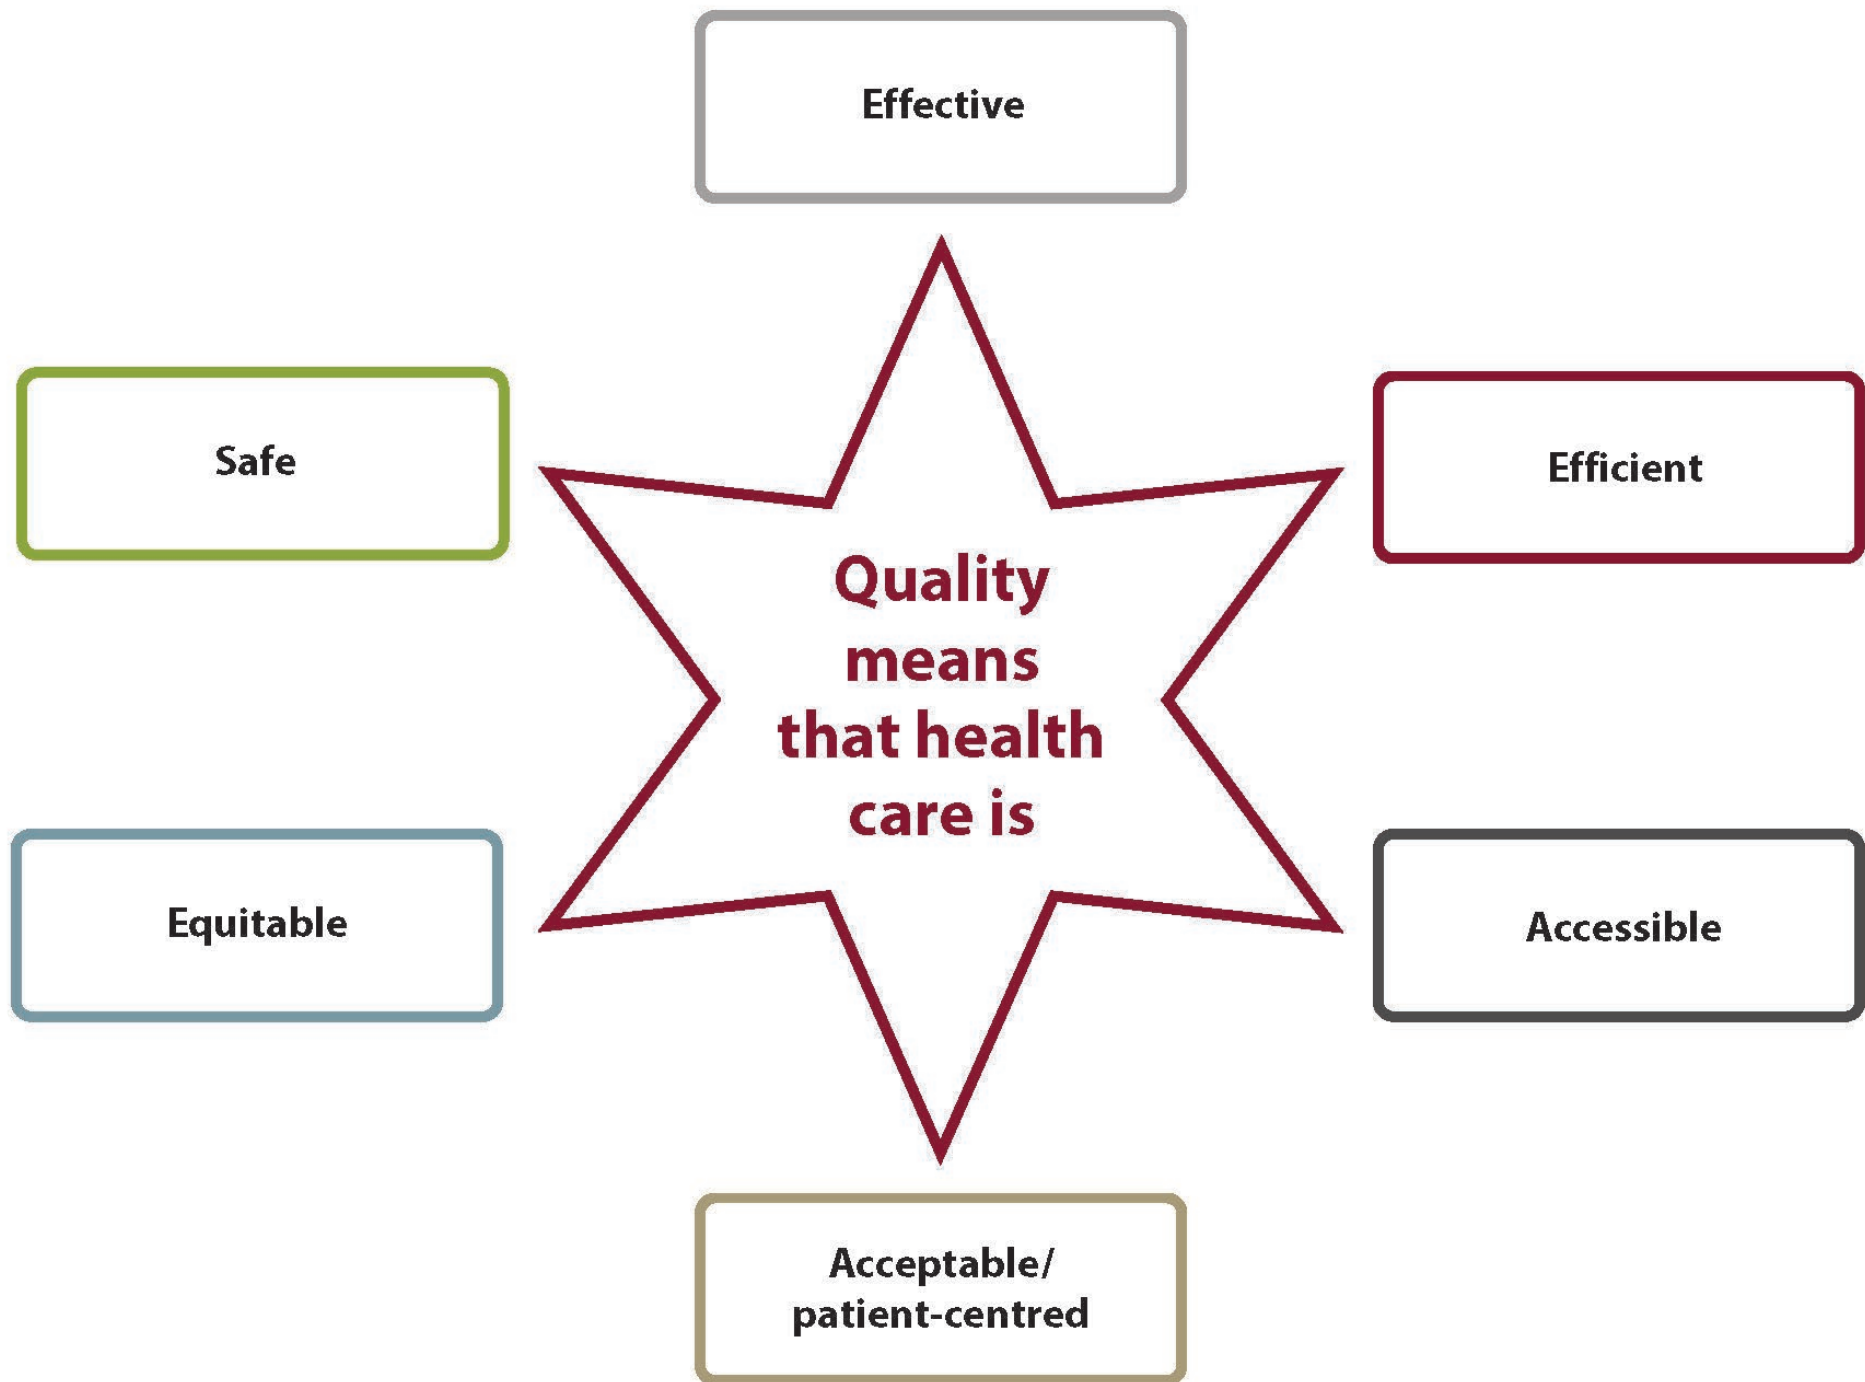 Effective
Safe
Efficient
Quality
means
that health
care is
Equitable
Accessible
Acceptable/
patient-centred